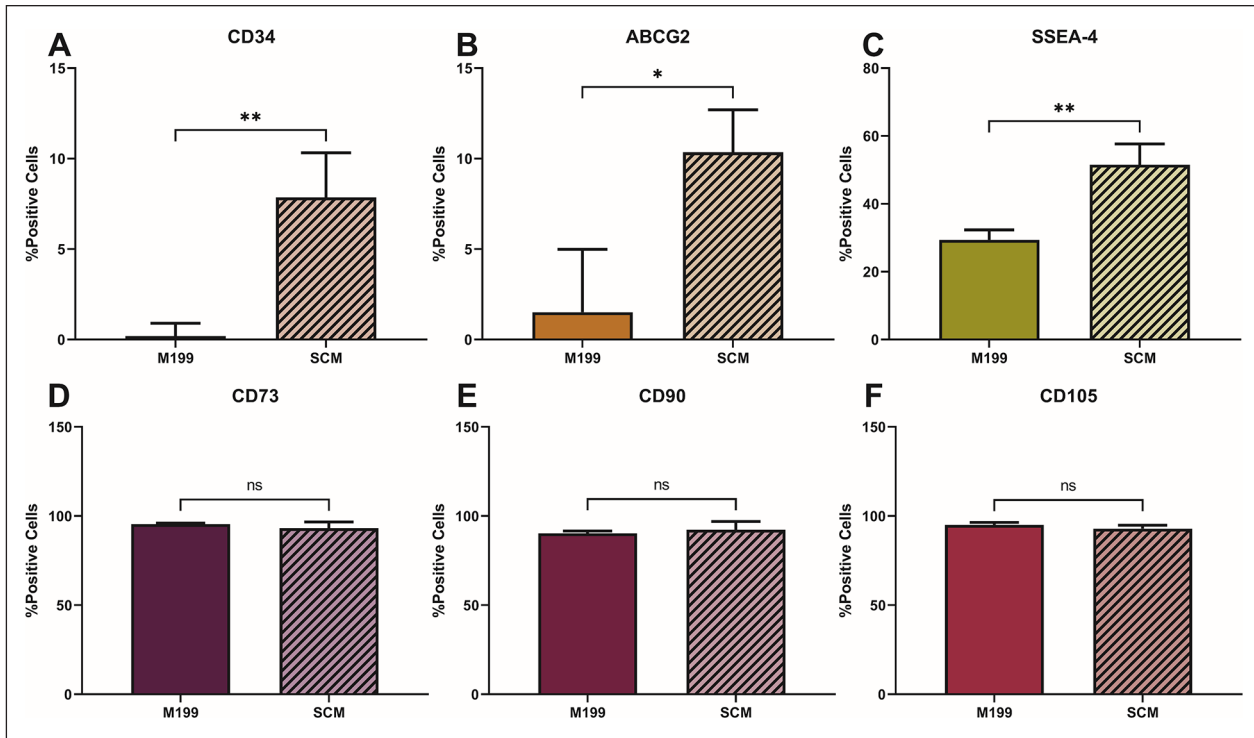 A
CD34
%Positive Cells
15
10
5
0
**
M199
SCM
B
ABCG2
%Positive Cells
15
10
5
0
*
M199
SCM
C
SSEA-4
%Positive Cells
80
60
40
20
0
**
M199
SCM
D
CD73
%Positive Cells
150
100
50
0
ns
M199
SCM
E
CD90
%Positive Cells
150
100
50
0
ns
M199
SCM
F
CD105
%Positive Cells
150
100
50
0
ns
M199
SCM